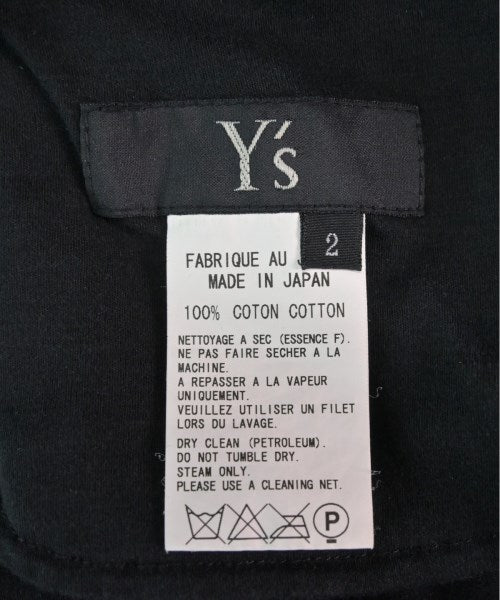 Y's
2
FABRIQUE AU J
MADE IN JAPAN
100% COTON COTTON
NETTOYAGE A SEC (ESSENCE F).
NE PAS FAIRE SECHER A LA
MACHINE.
A REPASSER A LA VAPEUR
UNIQUEMENT.
VEUILLEZ UTILISER UN FILET
LORS DU LAVAGE.
DRY CLEAN (PETROLEUM).
DO NOT TUMBLE DRY.
STEAM ONLY.
PLEASE USE A CLEANING NET.
P